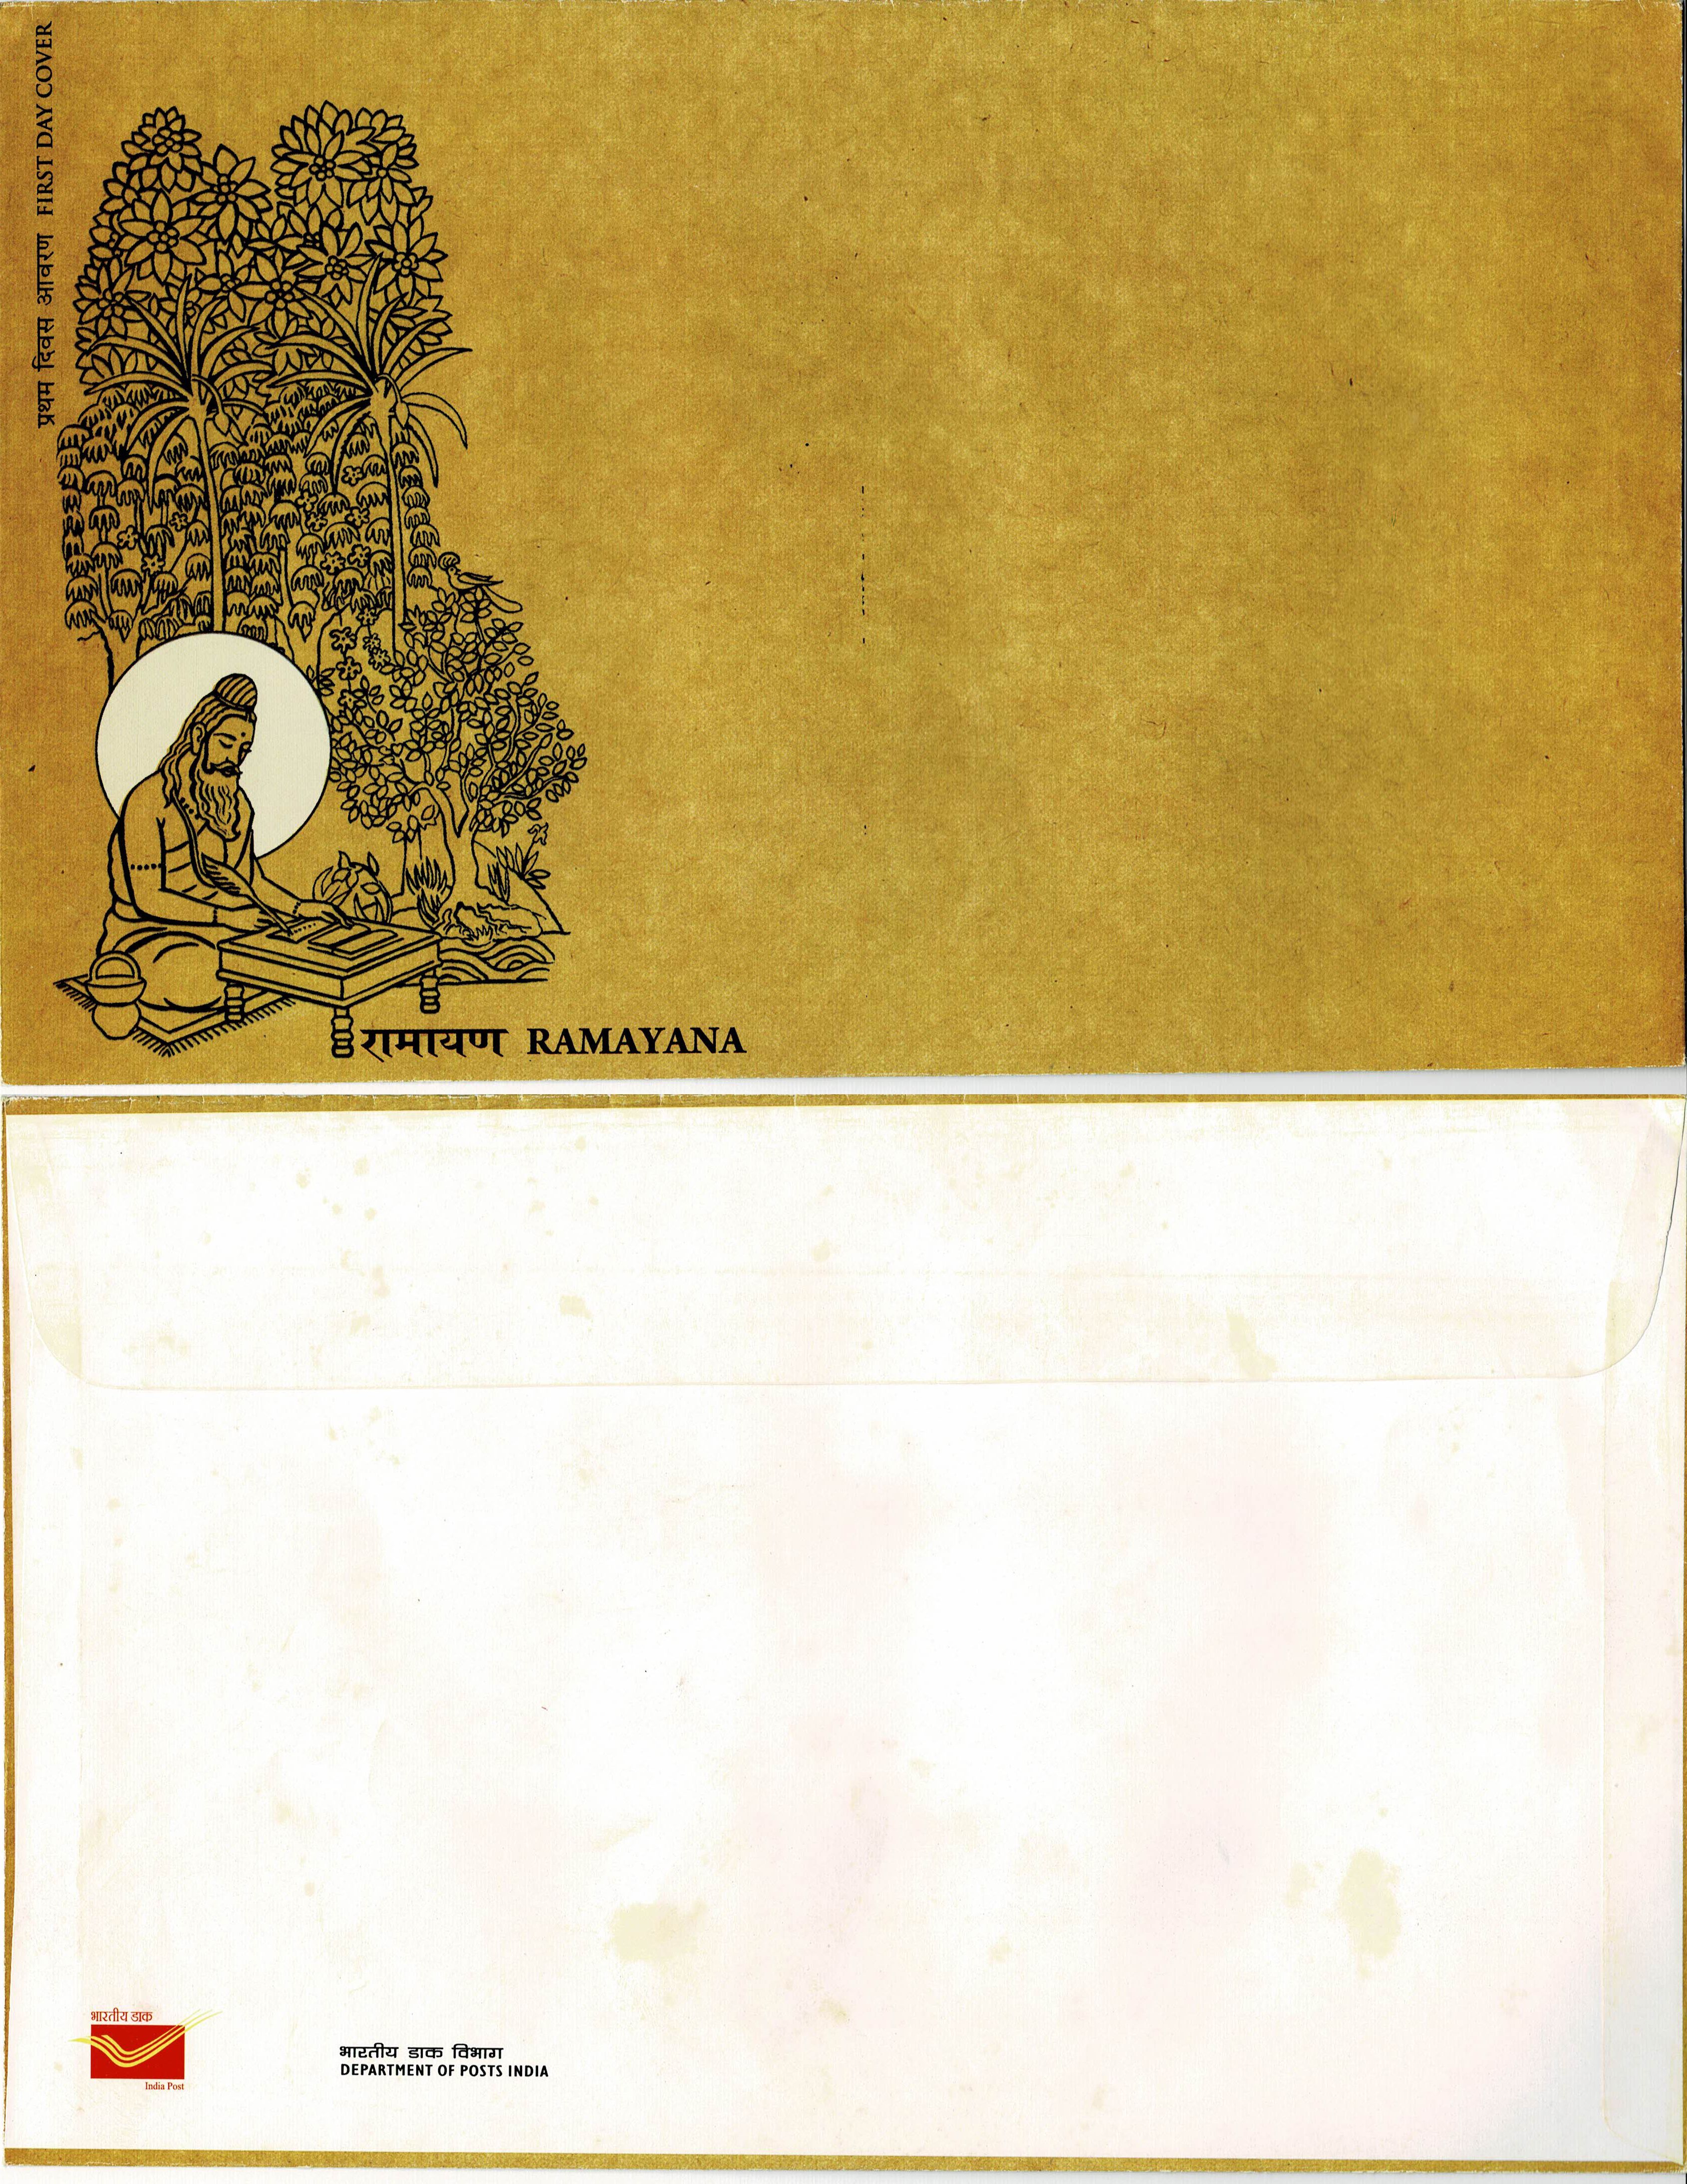 प्रथम दिवस आवरण FIRST DAY COVER
रामायण RAMAYANA
भारतीय डाक
India Post
भारतीय डाक विभाग
DEPARTMENT OF POSTS INDIA